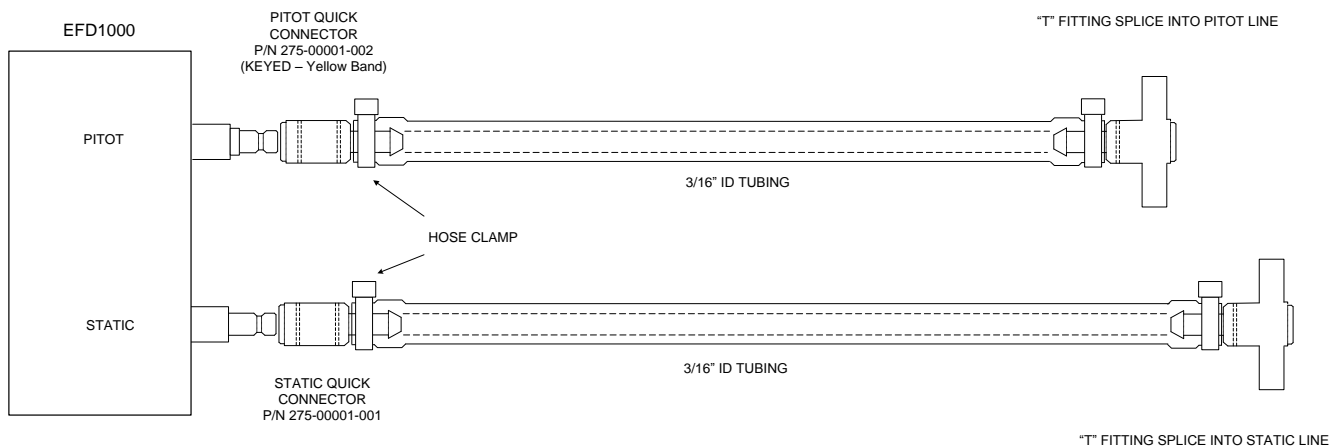 EFD1000
PITOT QUICK
CONNECTOR
P/N 275-00001-002
(KEYED – Yellow Band)
“T” FITTING SPLICE INTO PITOT LINE
PITOT
3/16” ID TUBING
HOSE CLAMP
STATIC
3/16” ID TUBING
STATIC QUICK
CONNECTOR
P/N 275-00001-001
“T” FITTING SPLICE INTO STATIC LINE